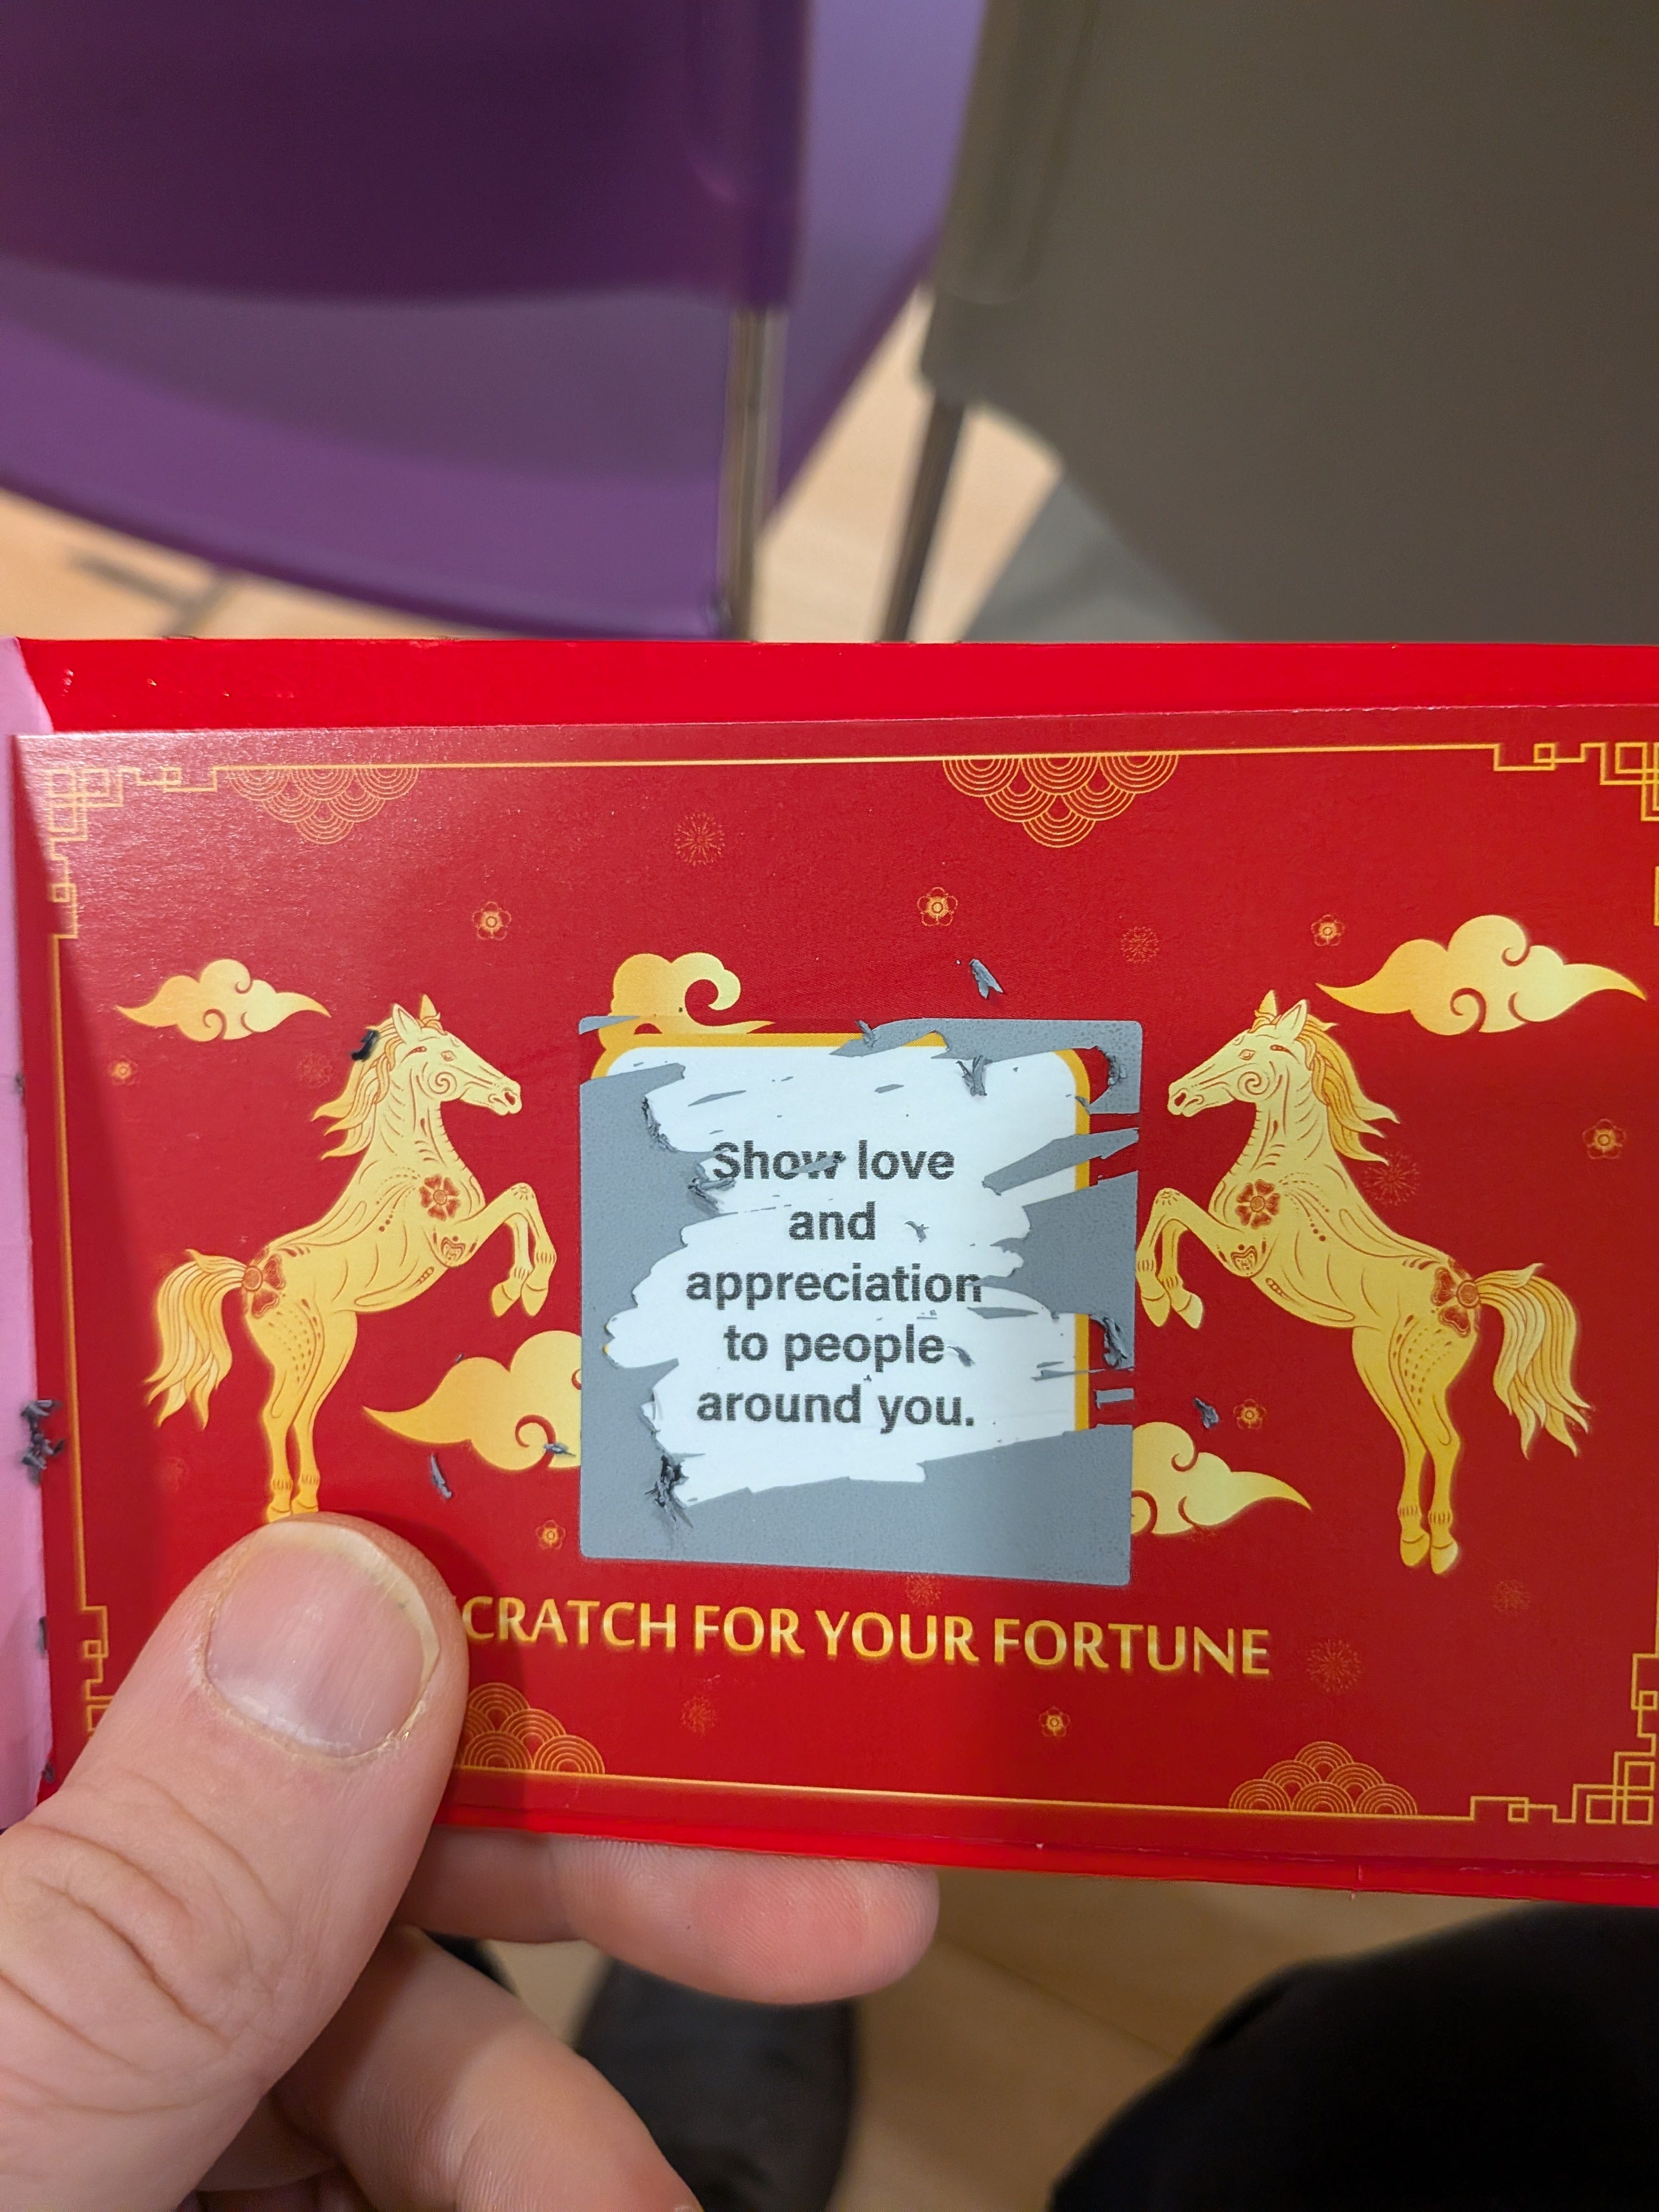 Show love
and
appreciation
to people
around you.
CRATCH FOR YOUR FORTUNE